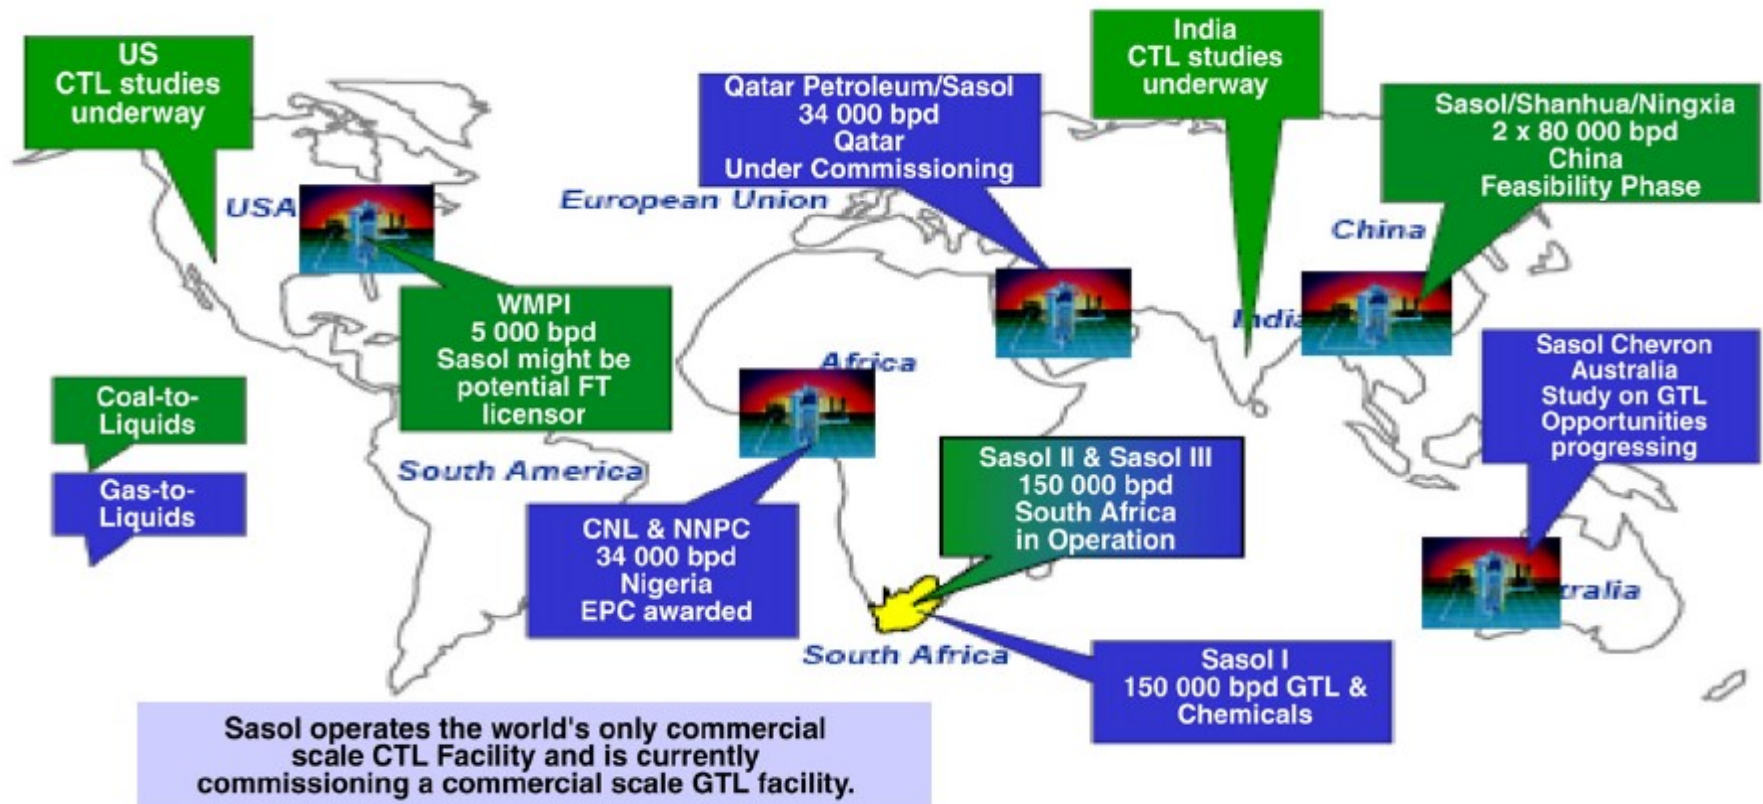 US
CTL studies
underway
India
CTL studies
underway
Qatar Petroleum/Sasol
34 000 bpd
Qatar
Under Commissioning
Sasol/Shanhua/Ningxia
2 x 80 000 bpd
China
Feasibility Phase
USA
European Union
China
WMPI
5 000 bpd
Sasol might be
potential FT
licensor
India
Africa
Sasol Chevron
Australia
Study on GTL
Opportunities
progressing
Coal-to-
Liquids
Gas-to-
Liquids
South America
Sasol II & Sasol III
150 000 bpd
South Africa
in Operation
CNL & NNPC
34 000 bpd
Nigeria
EPC awarded
tralia
South Africa
Sasol I
150 000 bpd GTL &
Chemicals
Sasol operates the world's only commercial
scale CTL Facility and is currently
commissioning a commercial scale GTL facility.